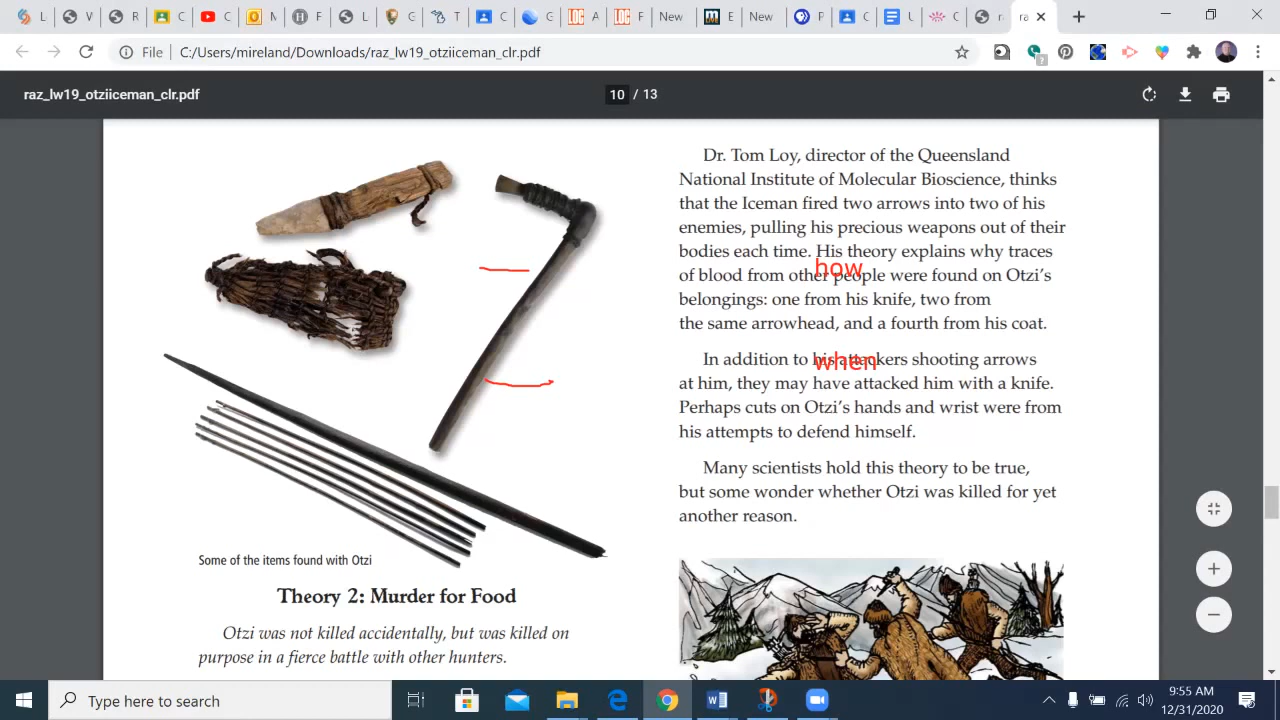 New
New
File
C:/Users/mireland/Downloads/raz_lw19_otziiceman_clr.pdf
raz_lw19_otziiceman_clr.pdf
10 / 13
Some of the items found with Otzi
Theory 2: Murder for Food
Otzi was not killed accidentally, but was killed on
purpose in a fierce battle with other hunters.
Dr. Tom Loy, director of the Queensland
National Institute of Molecular Bioscience, thinks
that the Iceman fired two arrows into two of his
enemies, pulling his precious weapons out of their
bodies each time. His theory explains why traces
how
of blood from other people were found on Otzi's
belongings: one from his knife, two from
the same arrowhead, and a fourth from his coat.
In addition to his attackers shooting arrows
when
at him, they may have attacked him with a knife.
Perhaps cuts on Otzi's hands and wrist were from
his attempts to defend himself.
Many scientists hold this theory to be true,
but some wonder whether Otzi was killed for yet
another reason.
Type here to search
9:55 AM
12/31/2020